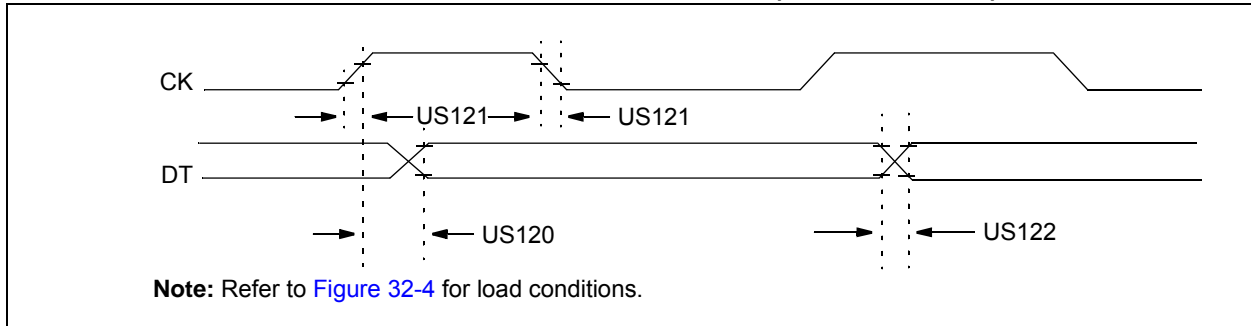 CK
US121 US121
DT
US120 US122
Note: Refer to Figure 32-4 for load conditions.